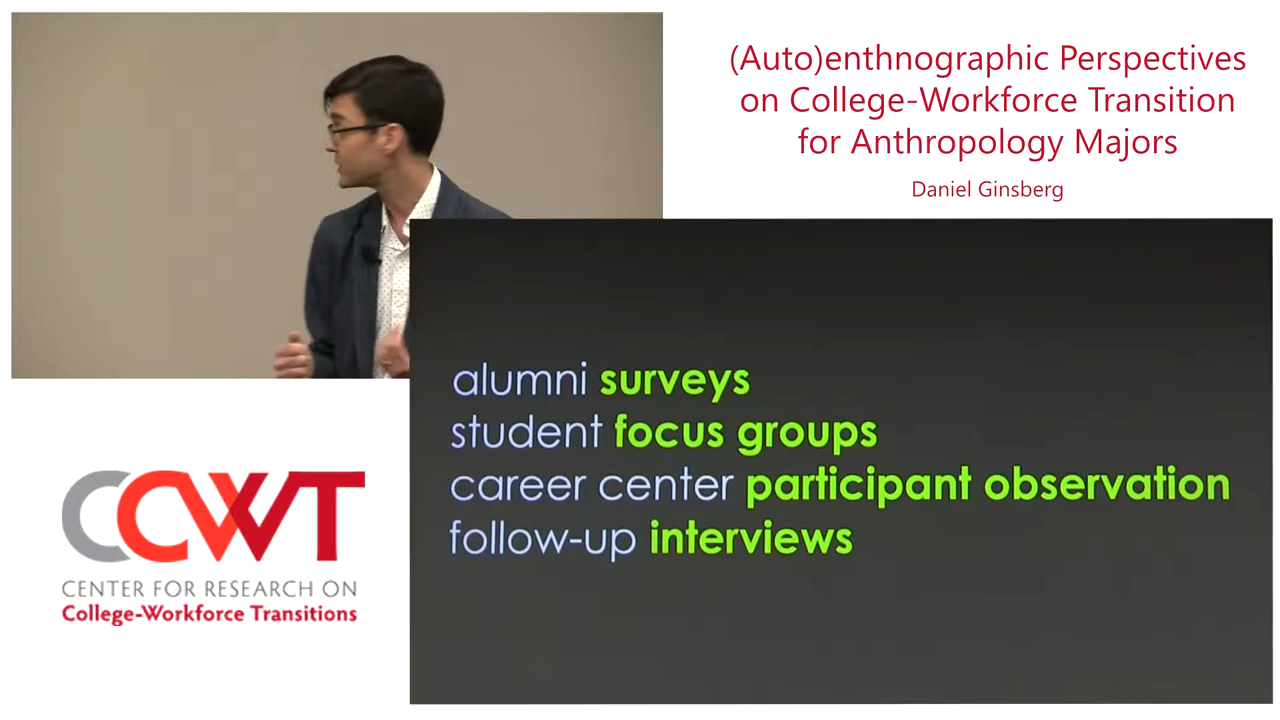 (Auto)enthnographic Perspectives
on College-Workforce Transition
for Anthropology Majors
Daniel Ginsberg
alumni surveys
student focus groups
career center participant observation
follow-up interviews
CCWT
CENTER FOR RESEARCH ON
College-Workforce Transitions